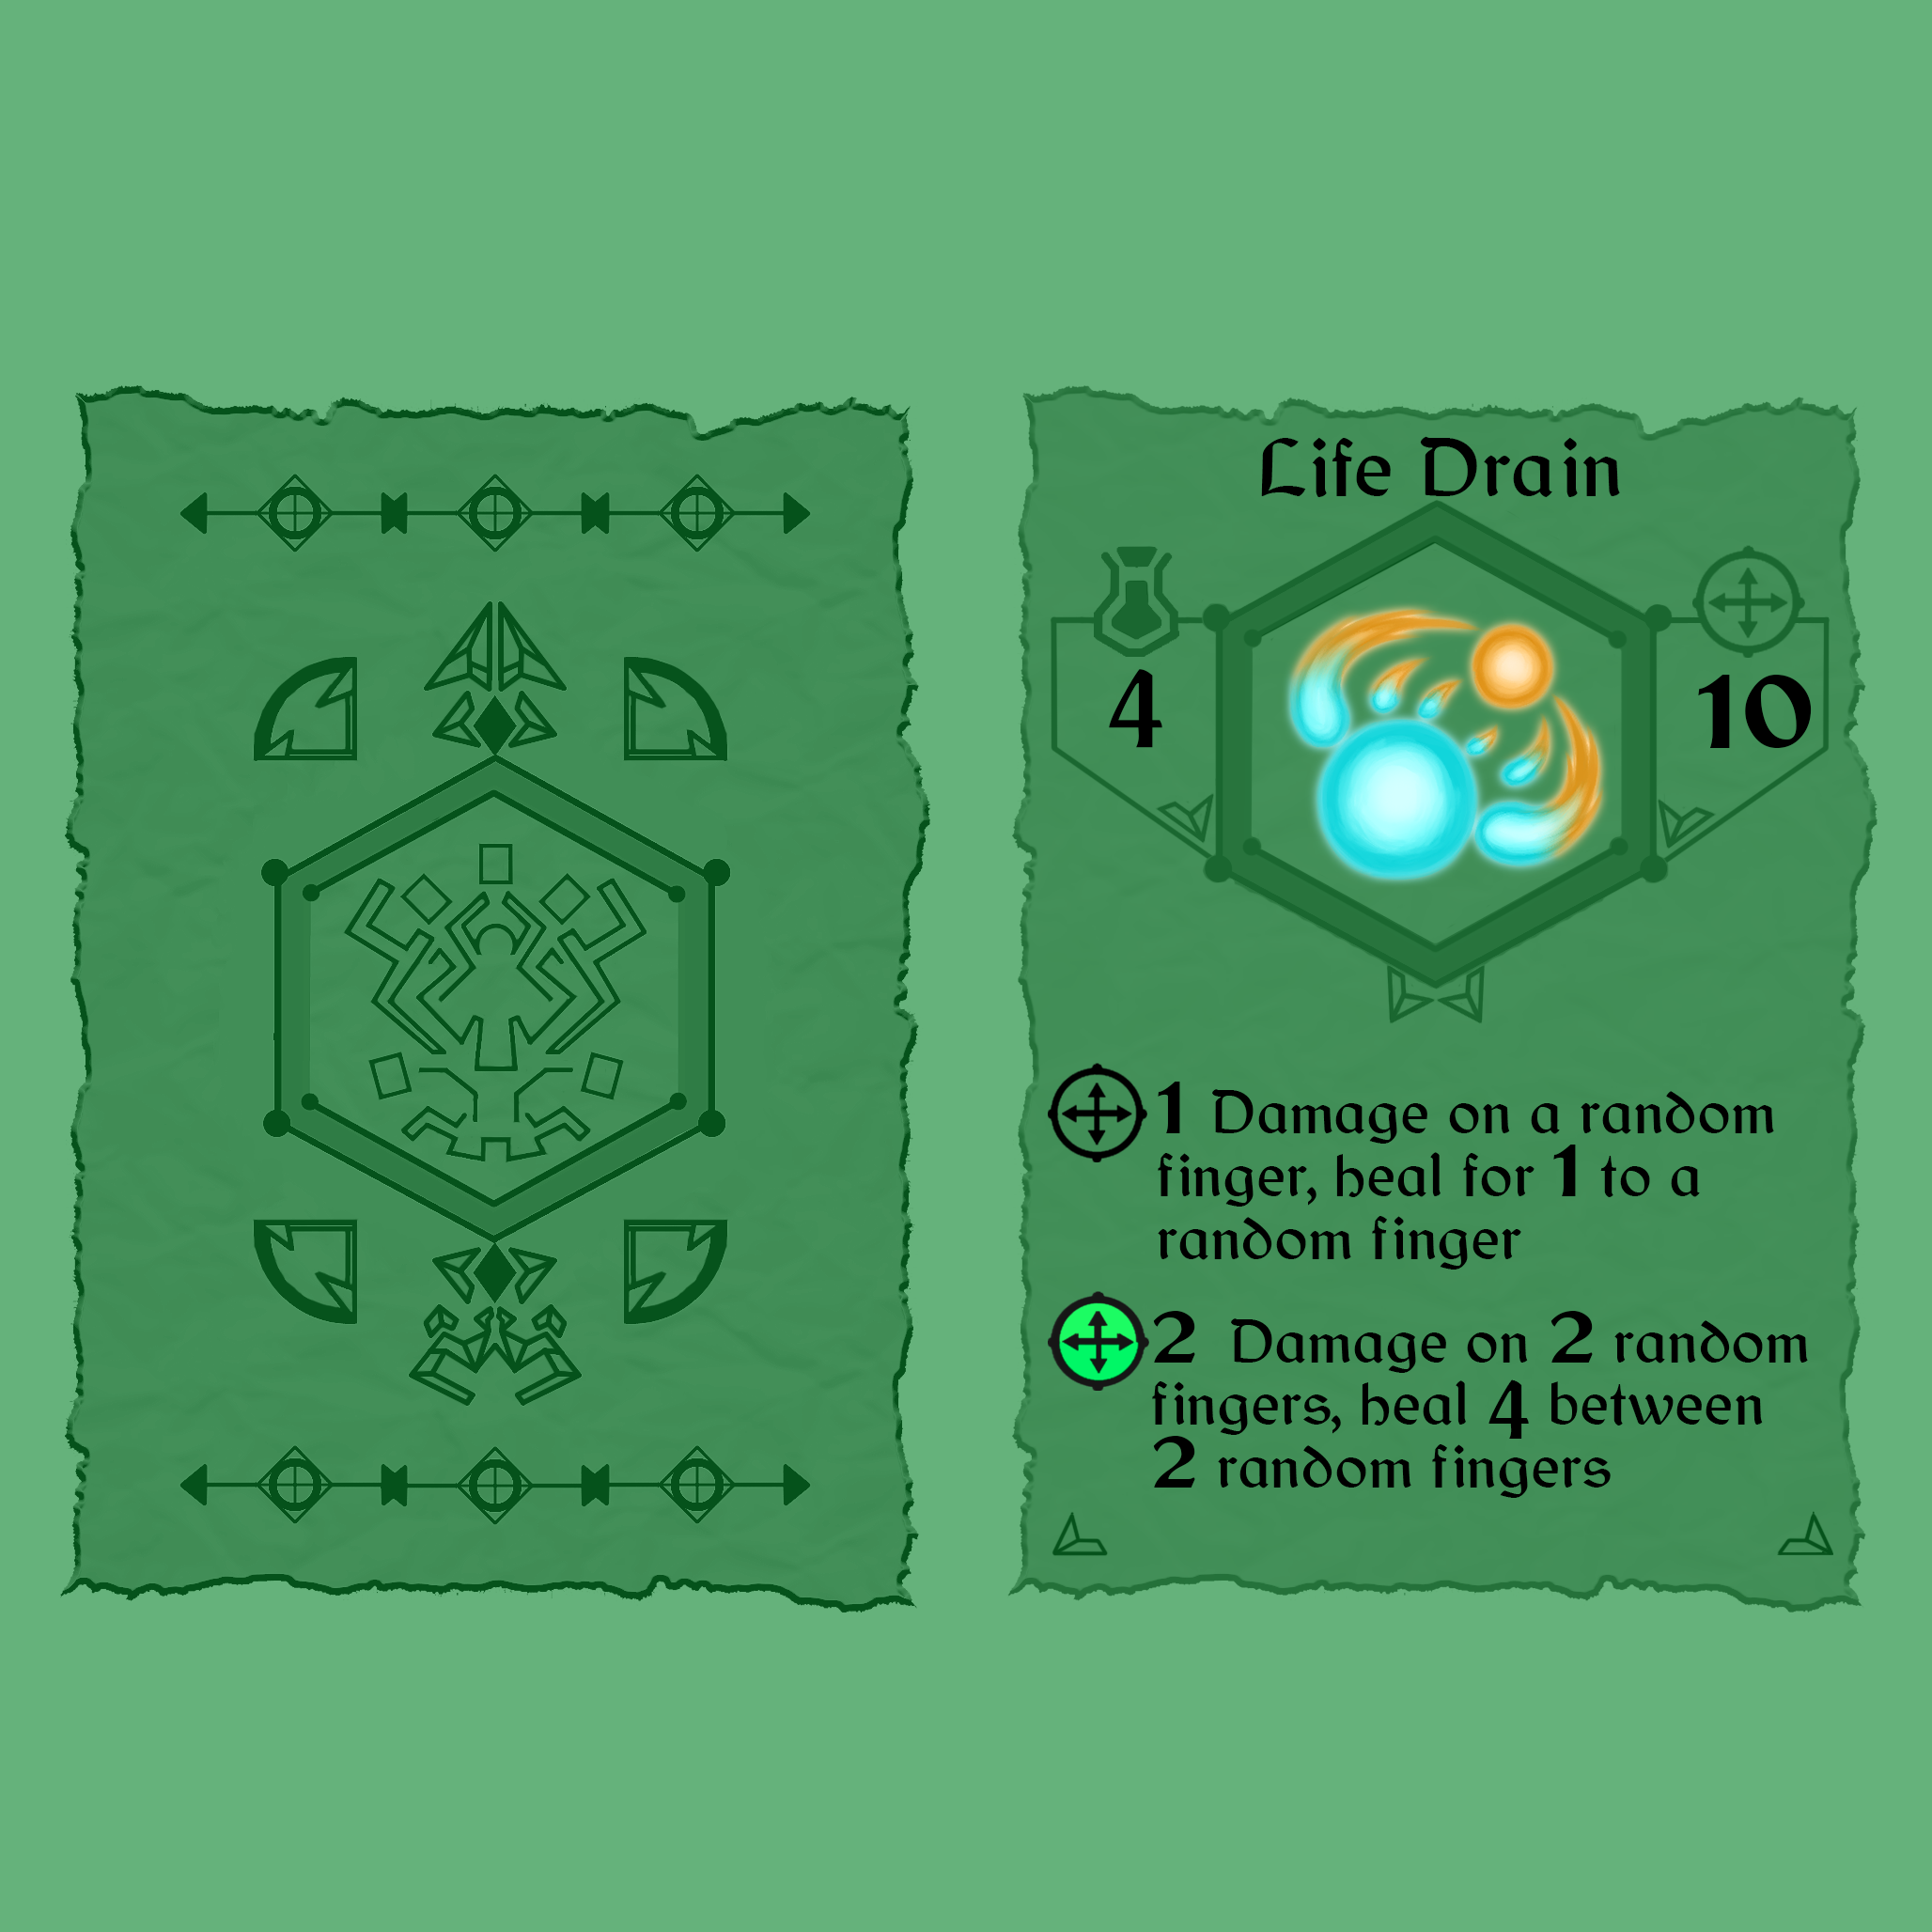 Life Drain
4
10
1 Damage on a random
finger, heal for 1 to a
random finger
2 Damage on 2 random
fingers, heal 4 between
2 random fingers